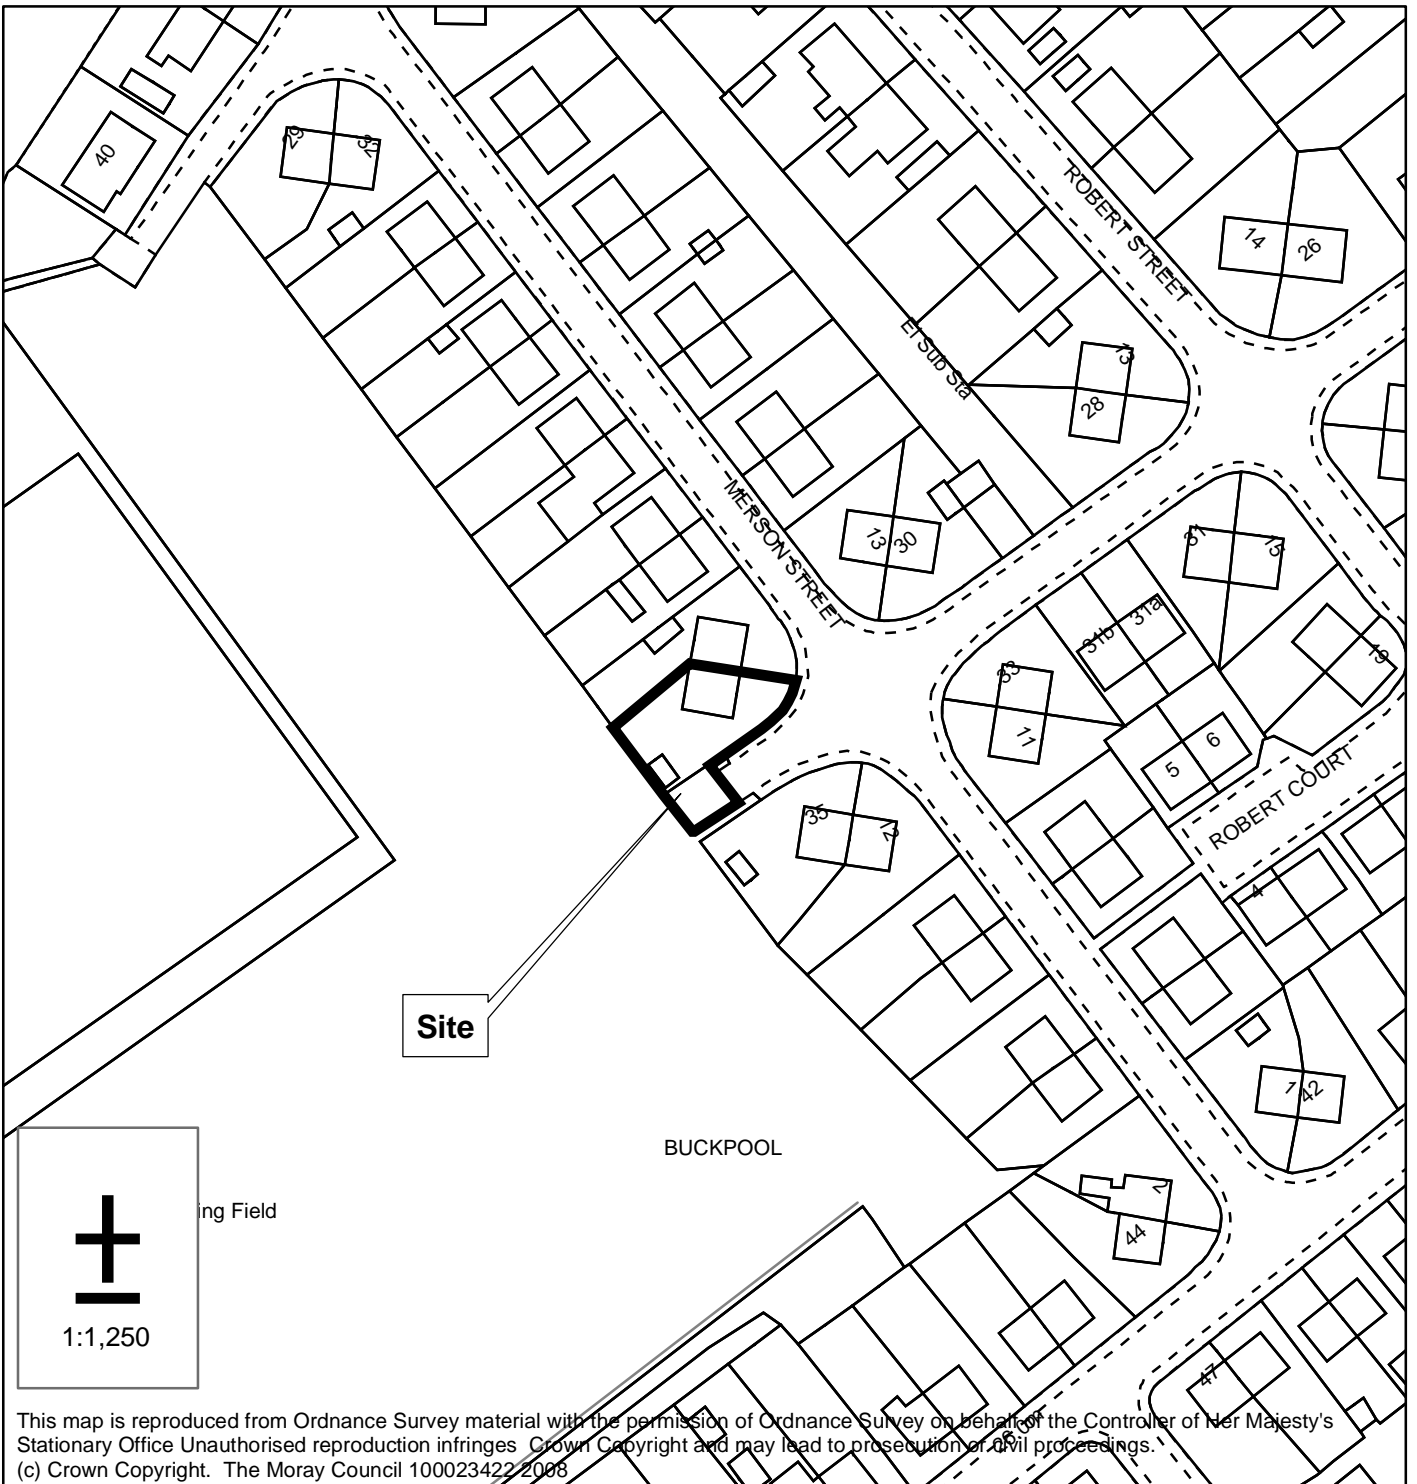 40
29
32
ROBERT STREET
14
26
El Sub Sta
13
28
MERSON STREET
13
30
31
15
31b
31a
19
33
11
5
6
ROBERT COURT
35
12
4
Site
1
42
BUCKPOOL
2
44
ing Field
1:1,250
47
This map is reproduced from Ordnance Survey material with the permission of Ordnance Survey on behalf of the Controller of Her Majesty's
Stationary Office Unauthorised reproduction infringes Crown Copyright and may lead to prosecution or civil proceedings.
(c) Crown Copyright. The Moray Council 100023422 2008